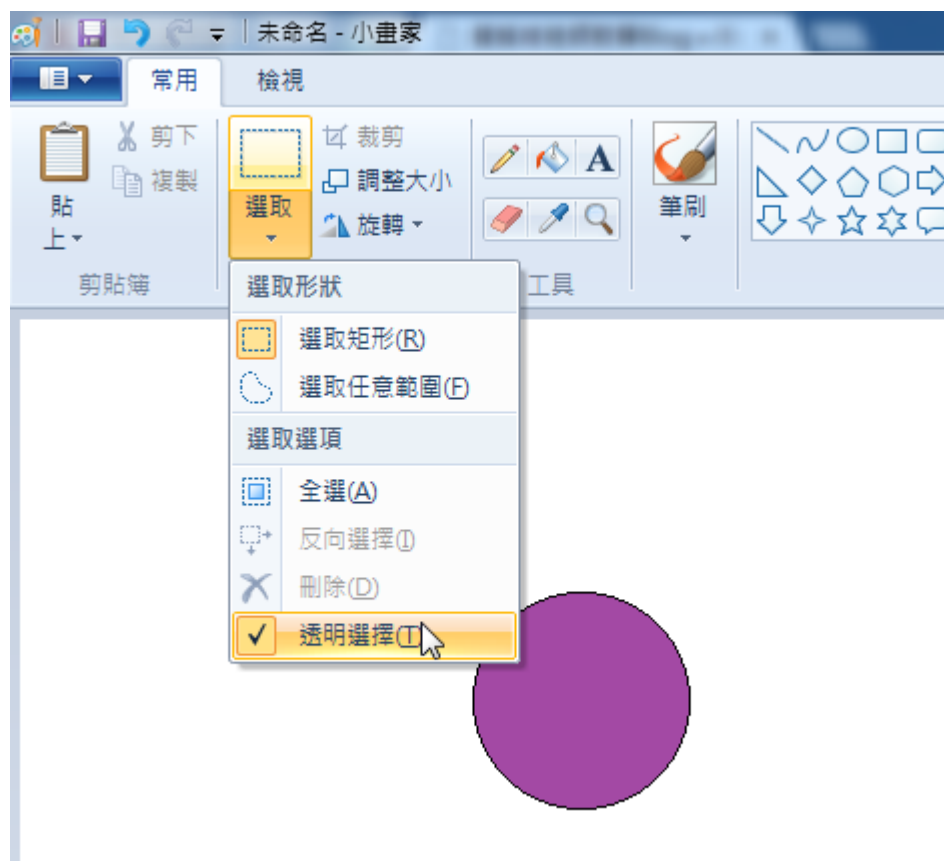 未命名 - 小畫家
常用 檢視
剪下
複製
貼上
剪貼簿
選取
裁剪
調整大小
旋轉
A
工具
筆刷
選取形狀
選取矩形(R)
選取任意範圍(F)
選取選項
全選(A)
反向選擇(I)
刪除(D)
透明選擇(T)